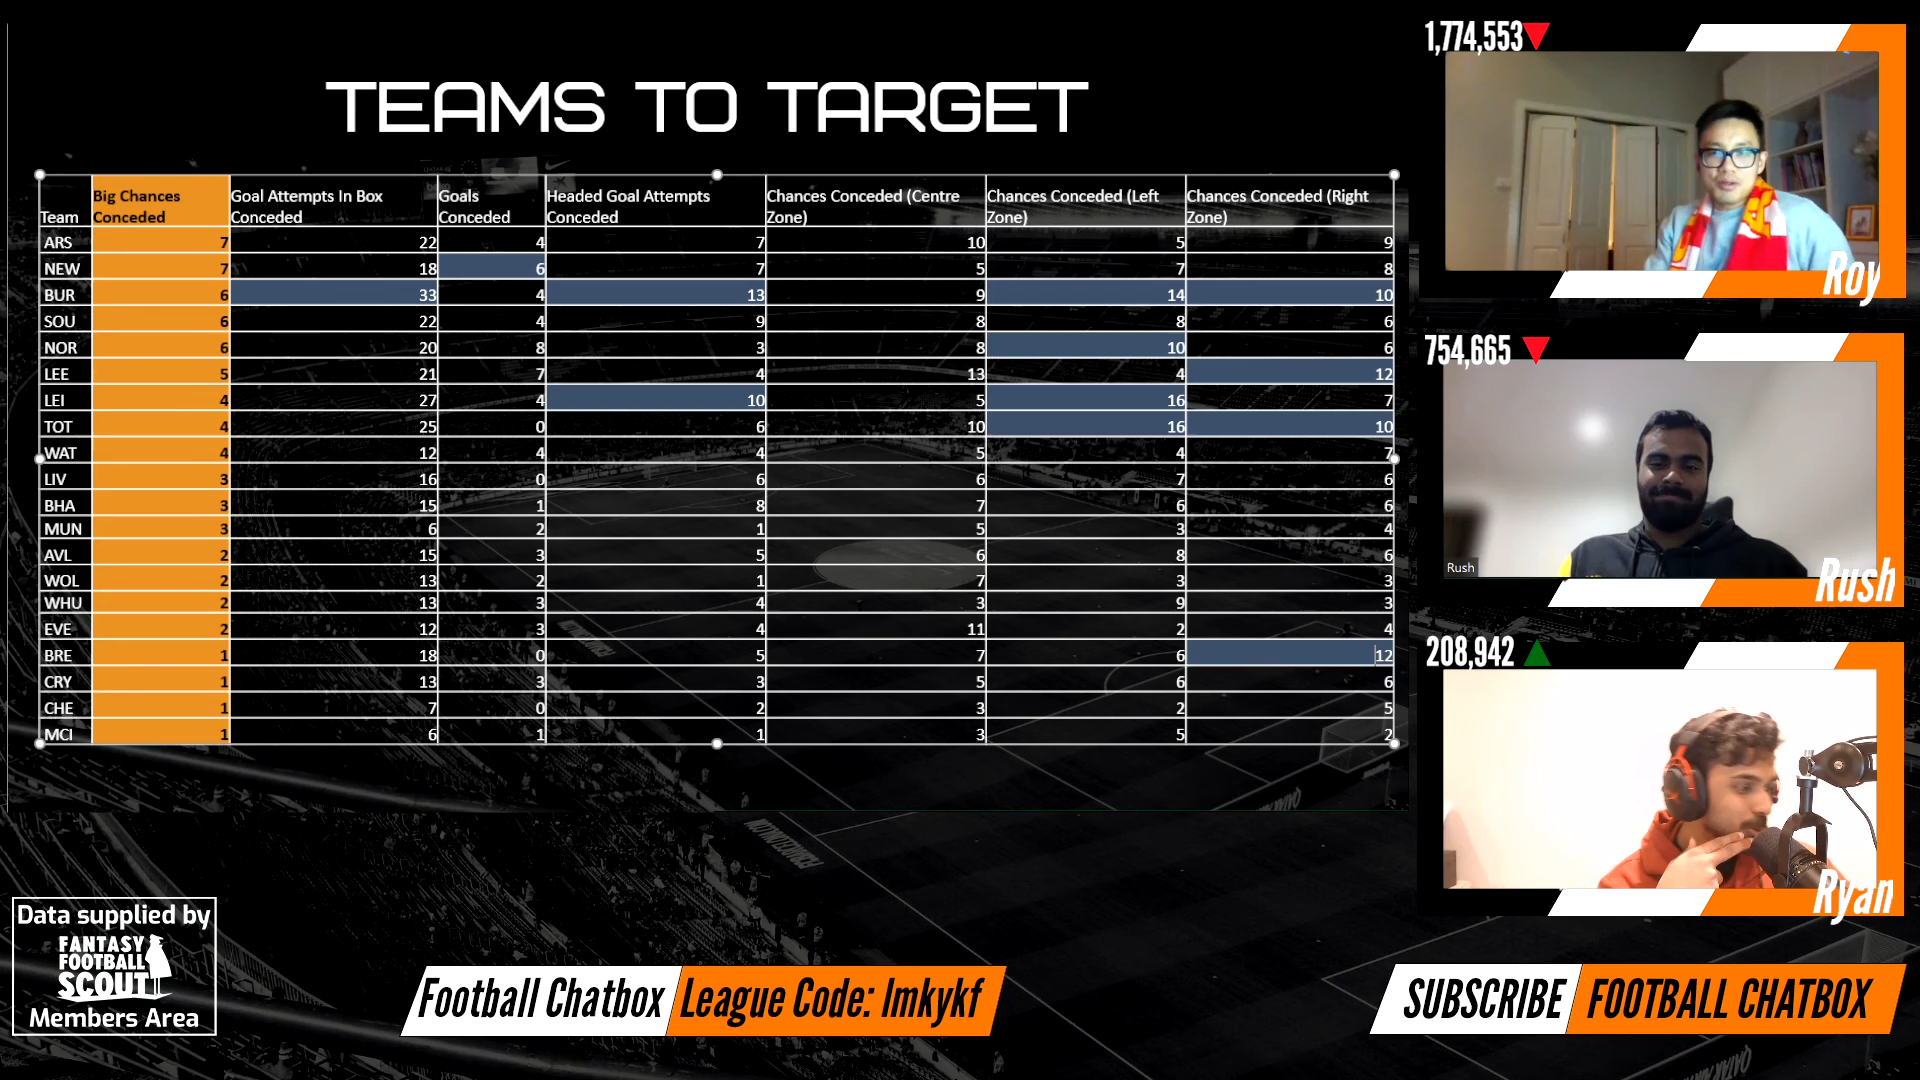 TEAMS TO TARGET
Team Big Chances Conceded Goal Attempts In Box Conceded Goals Conceded Headed Goal Attempts Conceded Chances Conceded (Centre Zone) Chances Conceded (Left Zone) Chances Conceded (Right Zone)
ARS 7 22 4 7 10 5 9
NEW 7 18 6 7 5 7 8
BUR 6 33 4 13 9 14 10
SOU 6 22 4 9 8 8 6
NOR 6 20 8 3 8 10 6
LEE 5 21 7 4 13 4 12
LEI 4 27 4 10 5 16 7
TOT 4 25 0 6 10 16 10
WAT 4 12 4 4 5 4 7
LIV 3 16 0 6 6 7 6
BHA 3 15 1 8 7 6 6
MUN 3 6 2 1 5 3 4
AVL 2 15 3 5 6 8 6
WOL 2 13 2 1 7 3 3
WHU 2 13 3 4 3 9 3
EVE 2 12 3 4 11 2 4
BRE 1 18 0 5 7 6 12
CRY 1 13 3 3 5 6 6
CHE 1 7 0 2 3 2 5
MCI 1 6 1 1 3 5 2
1,774,553
Roy
754,665
Rush
Rush
208,942
Ryan
Data supplied by
FANTASY
FOOTBALL
SCOUT
Members Area
Football Chatbox League Code: lmkykf
SUBSCRIBE FOOTBALL CHATBOX